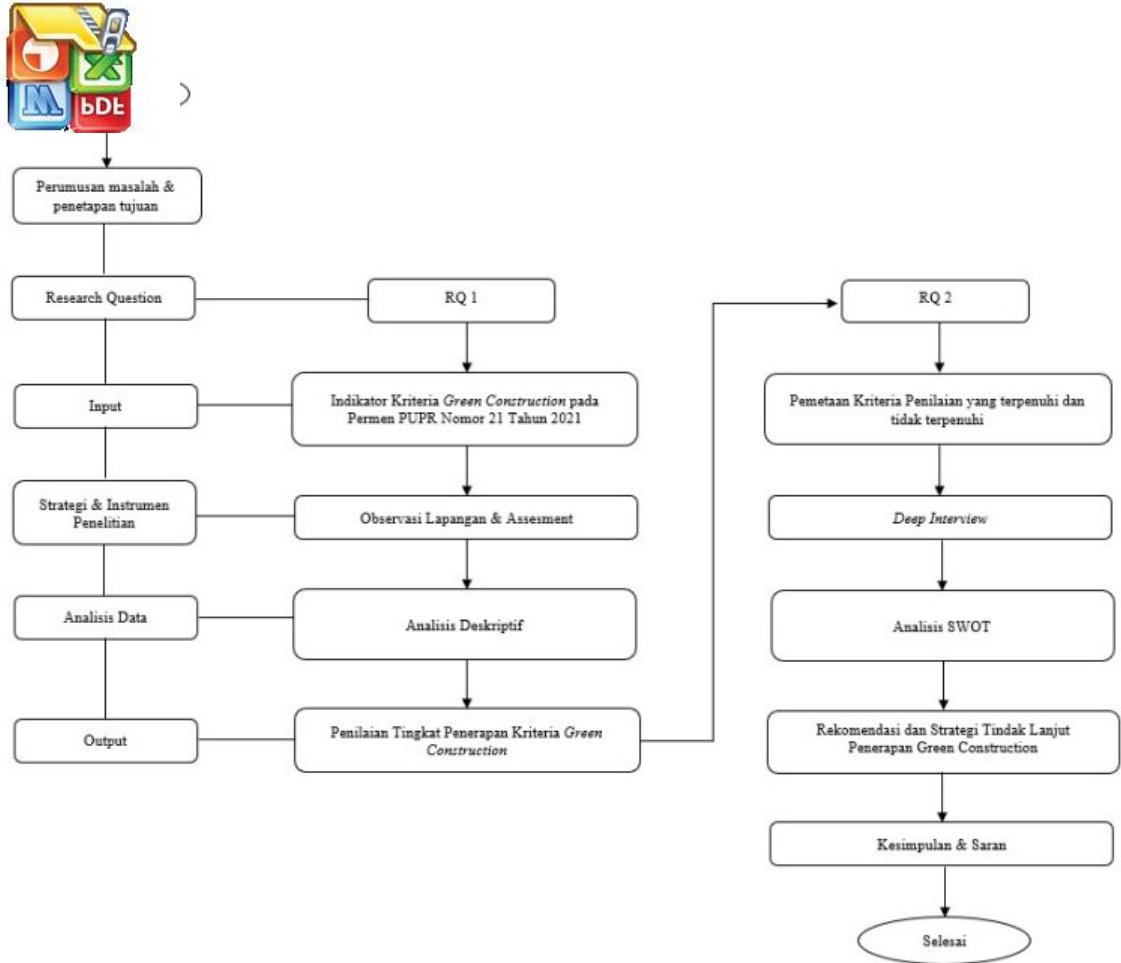 PDF
Perumusan masalah &
penetapan tujuan
Research Question
RQ 1
RQ 2
Input
Indikator Kriteria Green Construction pada
Permen PUPR Nomor 21 Tahun 2021
Pemetaan Kriteria Penilaian yang terpenuhi dan
tidak terpenuhi
Strategi & Instrumen
Penelitian
Observasi Lapangan & Assesment
Deep Interview
Analisis Data
Analisis Deskriptif
Analisis SWOT
Output
Penilaian Tingkat Penerapan Kriteria Green
Construction
Rekomendasi dan Strategi Tindak Lanjut
Penerapan Green Construction
Kesimpulan & Saran
Selesai